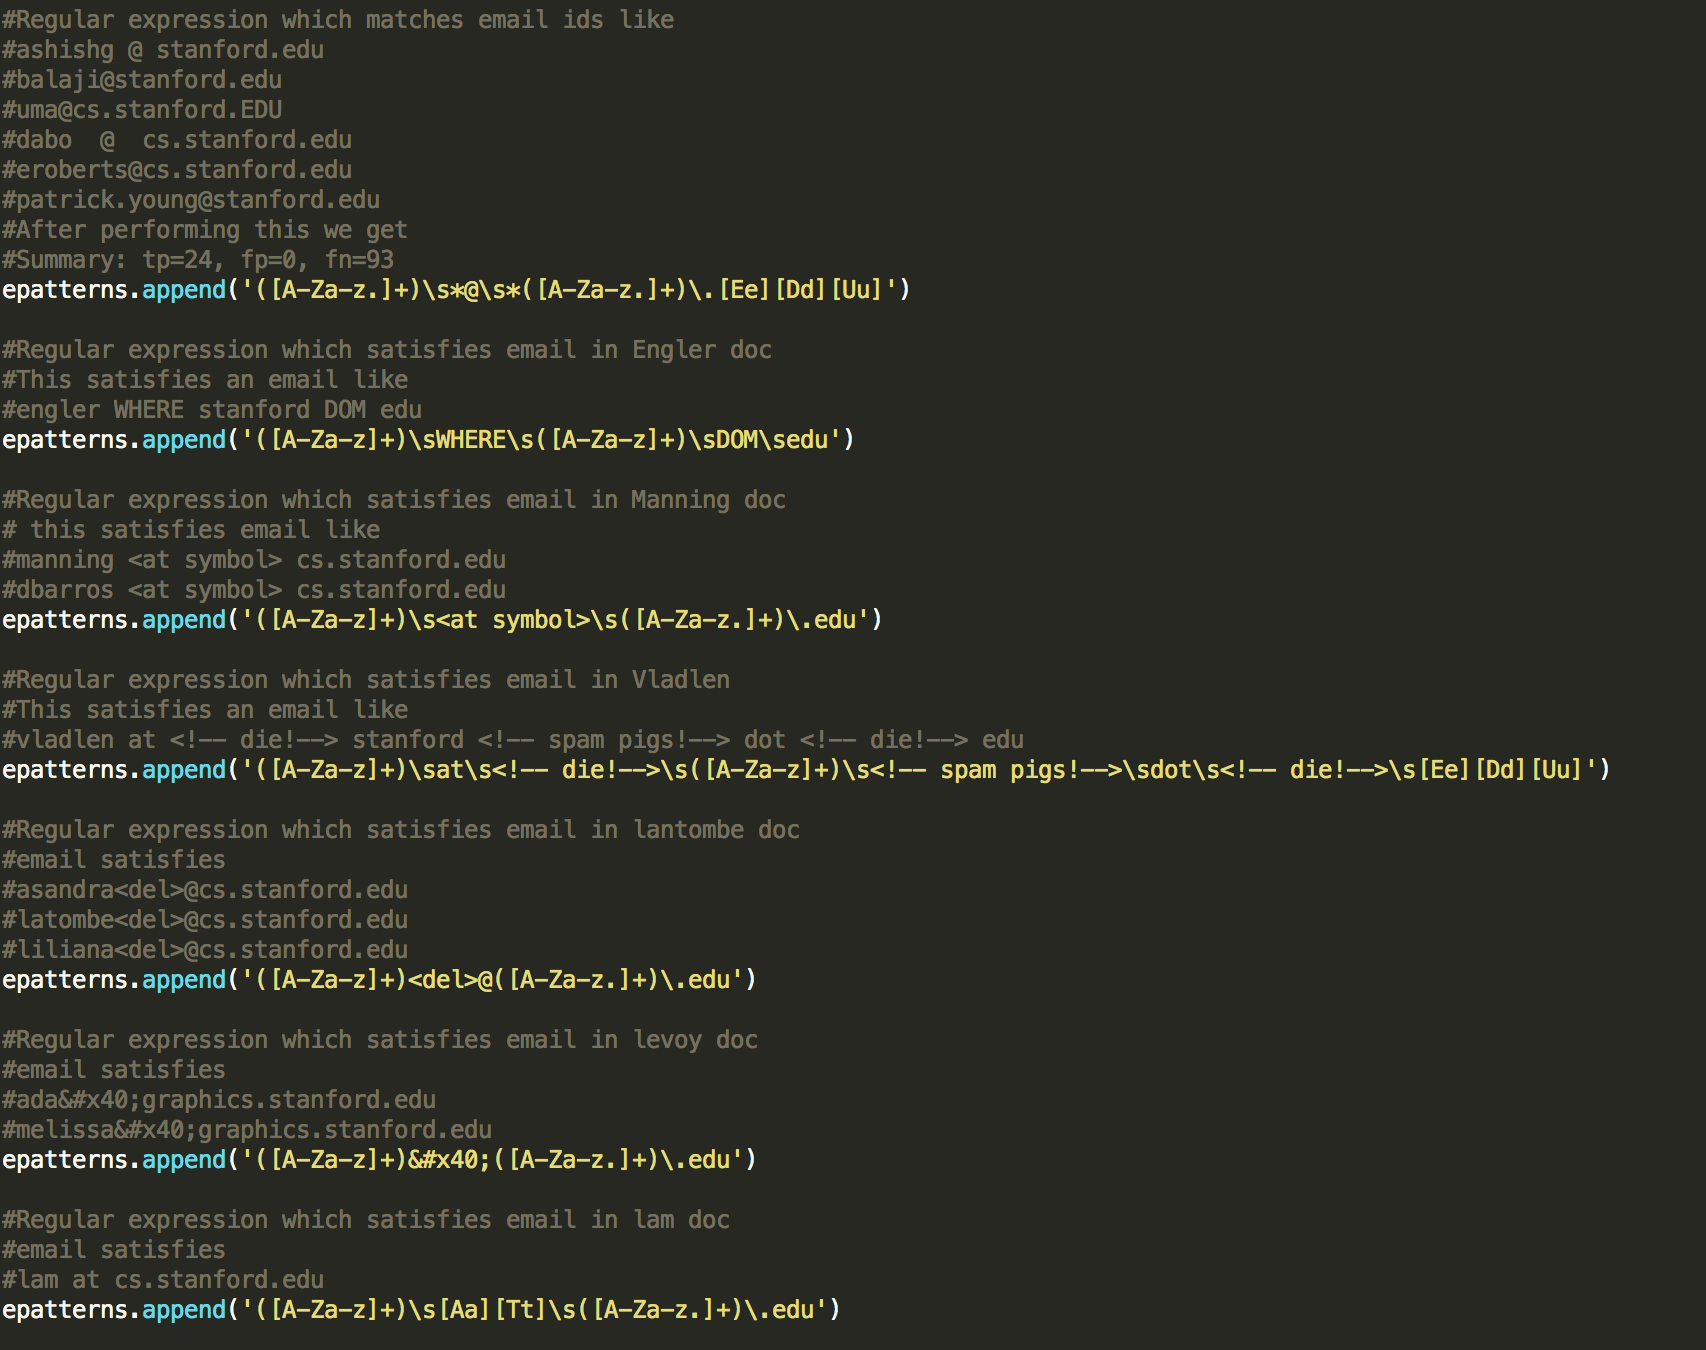 #Regular expression which matches email ids like
#ashishg @ stanford.edu
#balaji@stanford.edu
#uma@cs.stanford.EDU
#dabo  @  cs.stanford.edu
#eroberts@cs.stanford.edu
#patrick.young@stanford.edu
#After performing this we get
#Summary: tp=24, fp=0, fn=93
epatterns.append('([A-Za-z.]+)\s*@\s*([A-Za-z.]+)\.[Ee][Dd][Uu]')

#Regular expression which satisfies email in Engler doc
#This satisfies an email like
#engler WHERE stanford DOM edu
epatterns.append('([A-Za-z]+)\sWHERE\s([A-Za-z]+)\sDOM\sedu')

#Regular expression which satisfies email in Manning doc
# this satisfies email like
#manning <at symbol> cs.stanford.edu
#dbarros <at symbol> cs.stanford.edu
epatterns.append('([A-Za-z]+)\s<at symbol>\s([A-Za-z.]+)\.edu')

#Regular expression which satisfies email in Vladlen
#This satisfies an email like
#vladlen at <!-- die!--> stanford <!-- spam pigs!--> dot <!-- die!--> edu
epatterns.append('([A-Za-z]+)\sat\s<!-- die!-->\s([A-Za-z]+)\s<!-- spam pigs!-->\sdot\s<!-- die!-->\s[Ee][Dd][Uu]')

#Regular expression which satisfies email in lantombe doc
#email satisfies
#asandra<del>@cs.stanford.edu
#latombe<del>@cs.stanford.edu
#liliana<del>@cs.stanford.edu
epatterns.append('([A-Za-z]+)<del>@([A-Za-z.]+)\.edu')

#Regular expression which satisfies email in levoy doc
#email satisfies
#ada&#x40;graphics.stanford.edu
#melissa&#x40;graphics.stanford.edu
epatterns.append('([A-Za-z]+)&#x40;([A-Za-z.]+)\.edu')

#Regular expression which satisfies email in lam doc
#email satisfies
#lam at cs.stanford.edu
epatterns.append('([A-Za-z]+)\s[Aa][Tt]\s([A-Za-z.]+)\.edu')